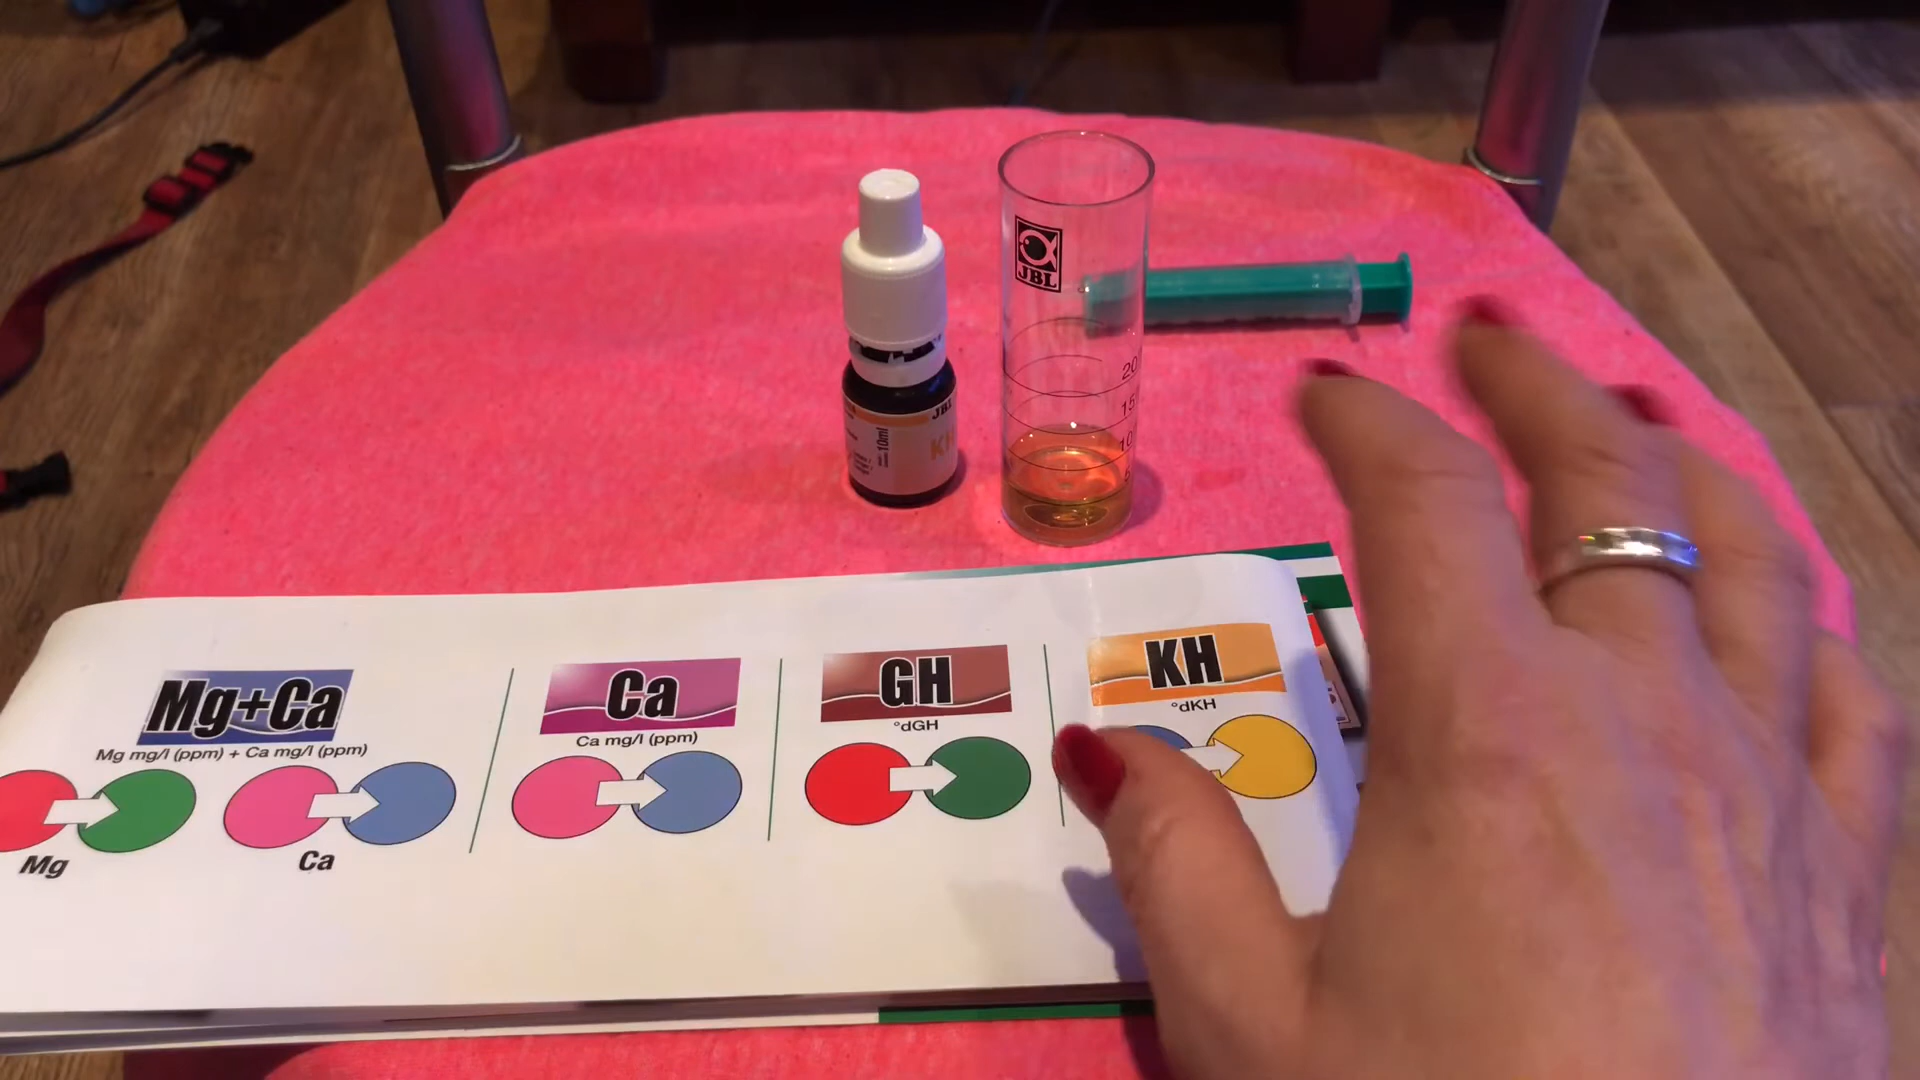 JBL
20
15
10
JBL
KH
10ml
Mg+Ca
Mg mg/l (ppm) + Ca mg/l (ppm)
Mg
Ca
Ca
Ca mg/l (ppm)
GH
°dGH
KH
°dKH